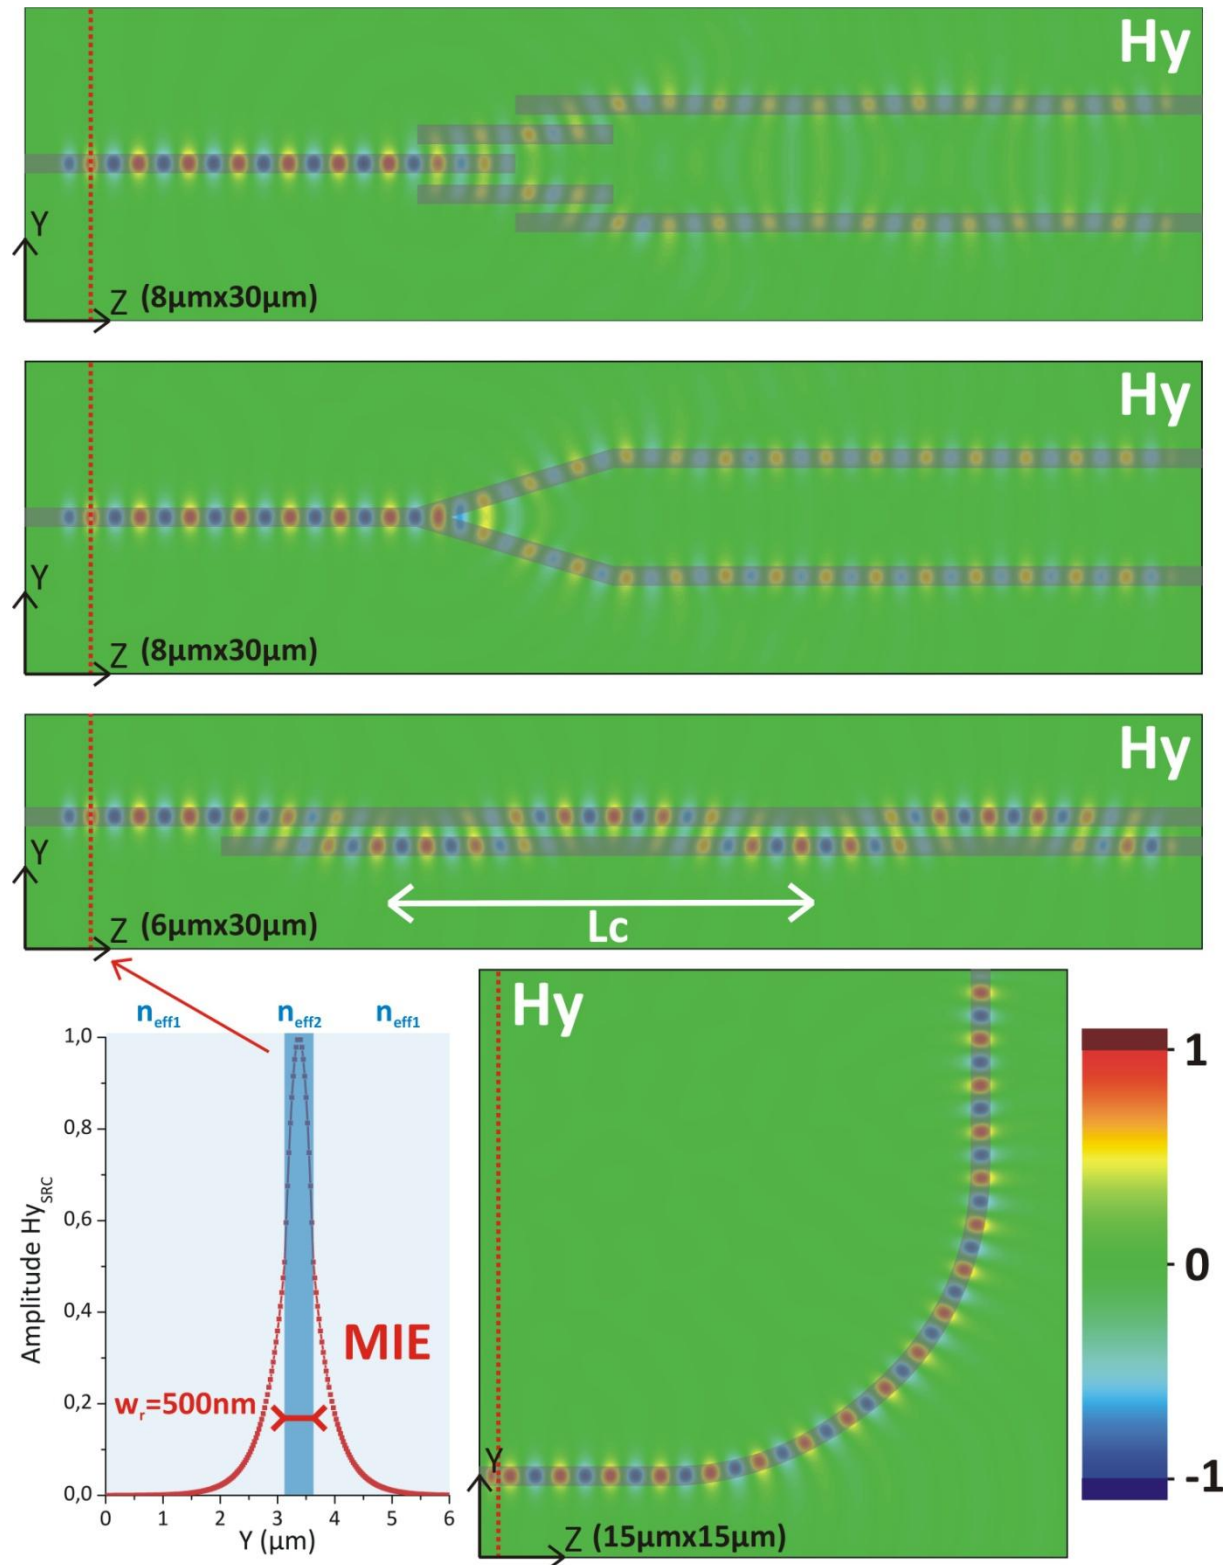 Hy
Y
Z (8µmx30µm)
Hy
Y
Z (8µmx30µm)
Hy
Y
Z (6µmx30µm)
Lc
n_eff1 n_eff2 n_eff1
1,0
0,8
0,6
0,4
0,2
0,0
Amplitude Hy_SRC
MIE
w_r=500nm
0 1 2 3 4 5 6
Y (µm)
Hy
Y
Z (15µmx15µm)
1
0
-1